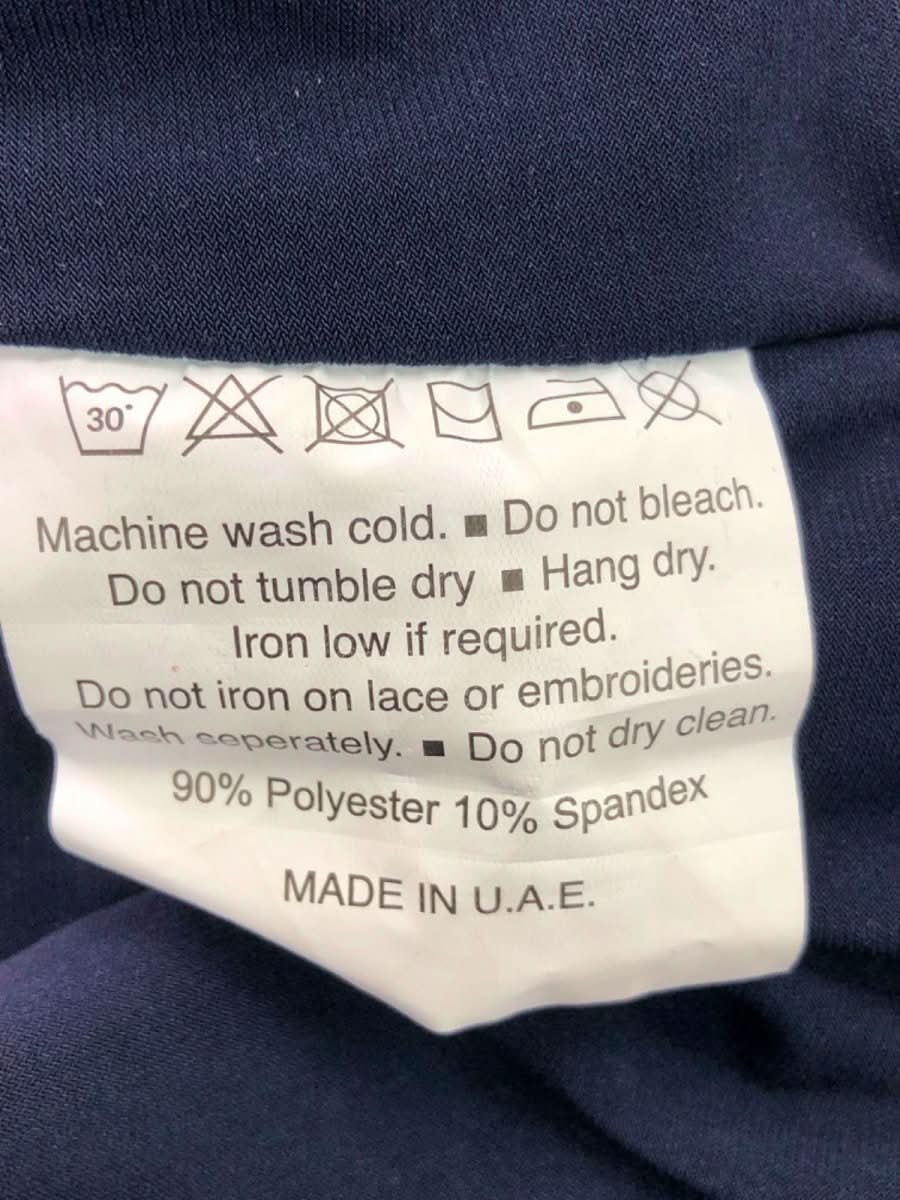 30°
Machine wash cold. ■ Do not bleach.
Do not tumble dry ■ Hang dry.
Iron low if required.
Do not iron on lace or embroideries.
Wash seperately. ■ Do not dry clean.
90% Polyester 10% Spandex
MADE IN U.A.E.